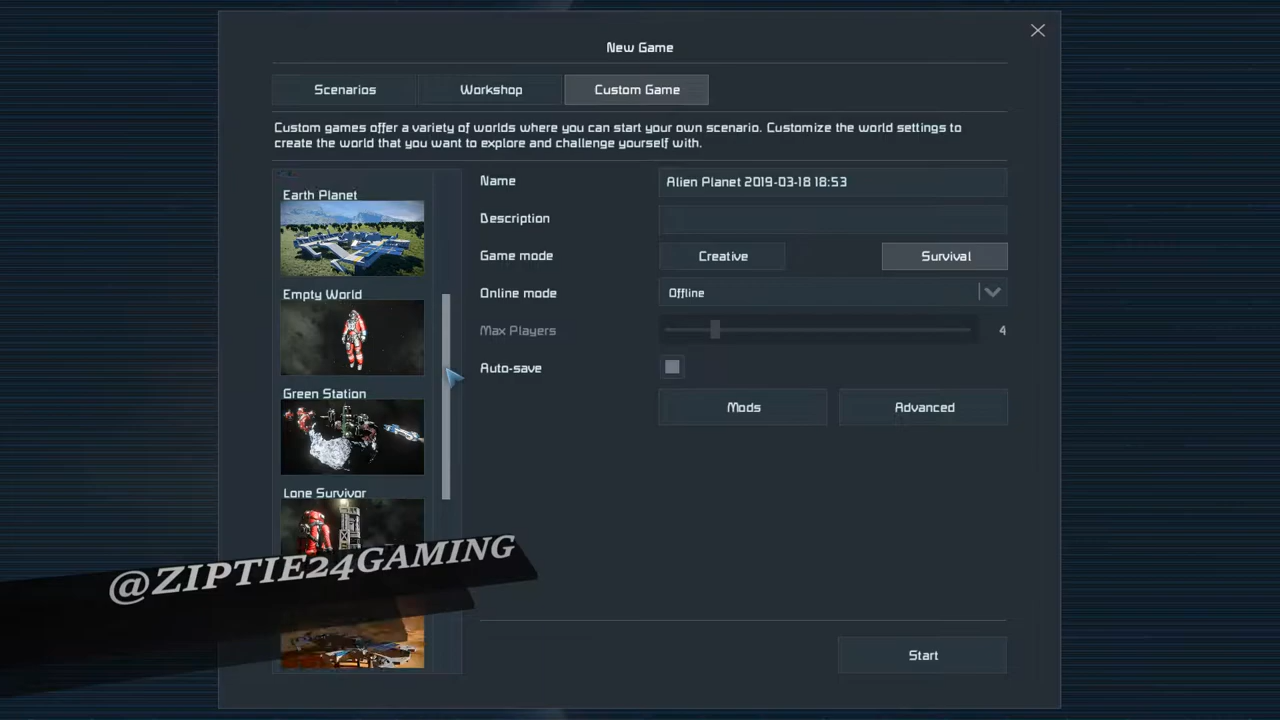 New Game
Scenarios
Workshop
Custom Game
Custom games offer a variety of worlds where you can start your own scenario. Customize the world settings to
create the world that you want to explore and challenge yourself with.
Earth Planet
Empty World
Green Station
Lone Survivor
Name
Alien Planet 2019-03-18 18:53
Description
Game mode
Creative
Survival
Online mode
Offline
Max Players
4
Auto-save
Mods
Advanced
@ZIPTIE24GAMING
Start